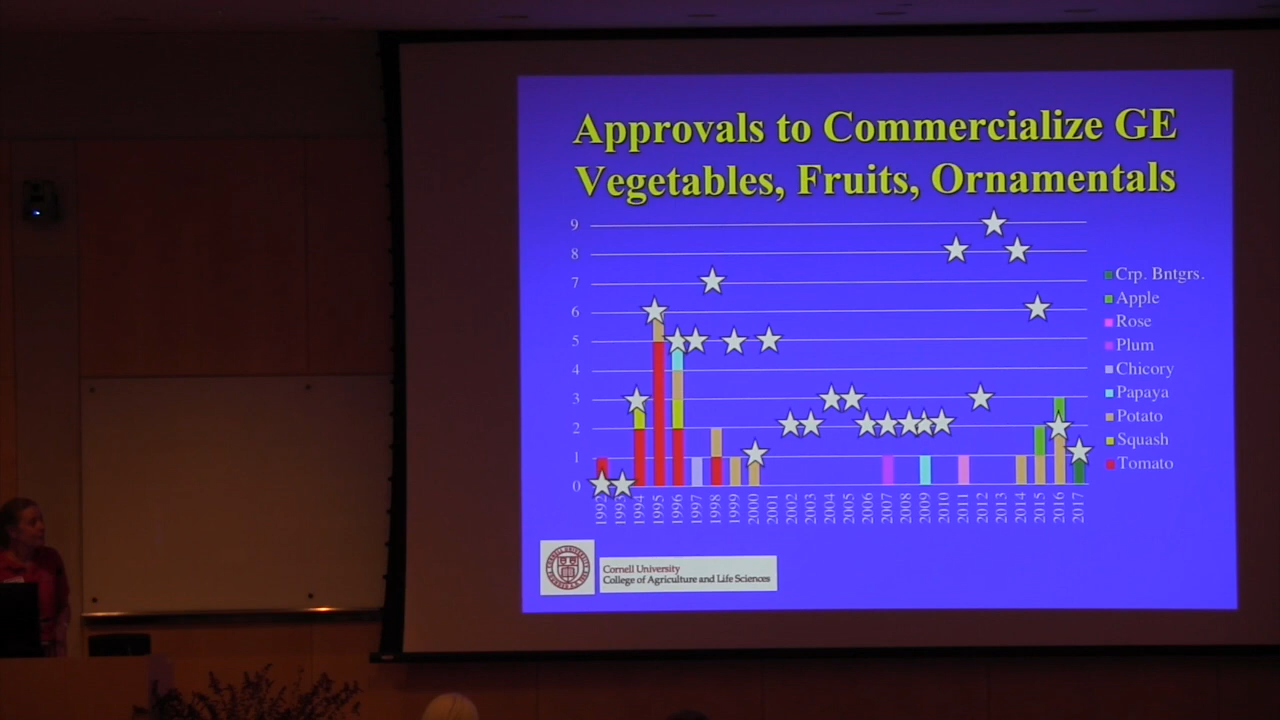 Approvals to Commercialize GE
Vegetables, Fruits, Ornamentals
9
8
7
6
5
4
3
2
1
0
1992
1993
1994
1995
1996
1997
1998
1999
2000
2001
2002
2003
2004
2005
2006
2007
2008
2009
2010
2011
2012
2013
2014
2015
2016
2017
Crp. Bntgrs.
Apple
Rose
Plum
Chicory
Papaya
Potato
Squash
Tomato
Cornell University
College of Agriculture and Life Sciences